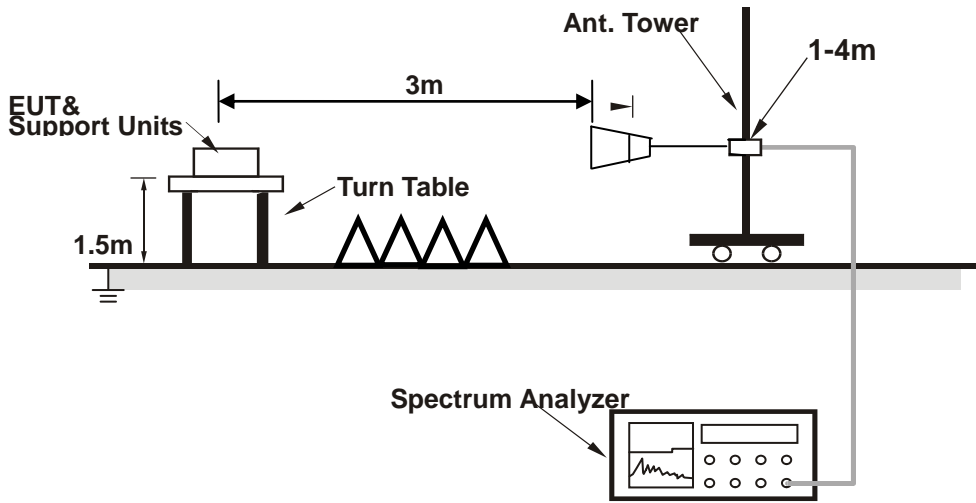 Ant. Tower
1-4m
3m
EUT&
Support Units
Turn Table
1.5m
Spectrum Analyzer